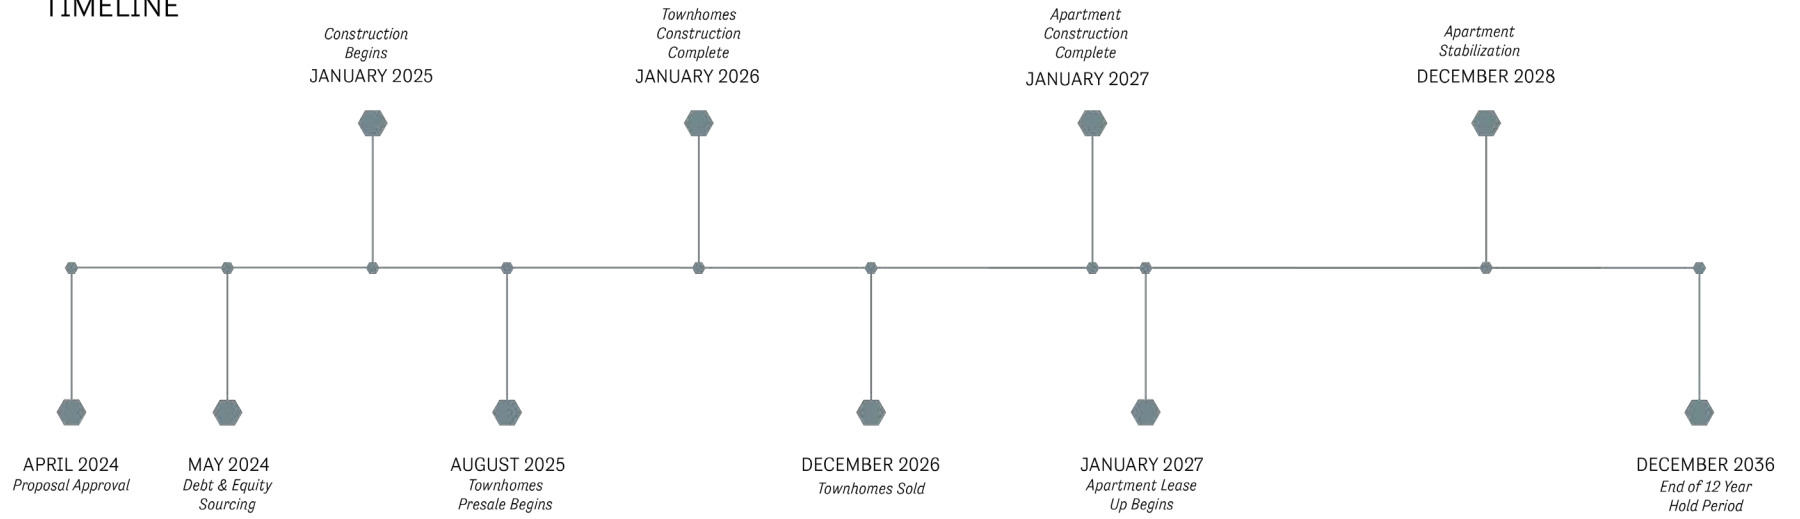 TIMELINE
Construction
Begins
JANUARY 2025
Townhomes
Construction
Complete
JANUARY 2026
Apartment
Construction
Complete
JANUARY 2027
Apartment
Stabilization
DECEMBER 2028
APRIL 2024
Proposal Approval
MAY 2024
Debt & Equity
Sourcing
AUGUST 2025
Townhomes
Presale Begins
DECEMBER 2026
Townhomes Sold
JANUARY 2027
Apartment Lease
Up Begins
DECEMBER 2036
End of 12 Year
Hold Period